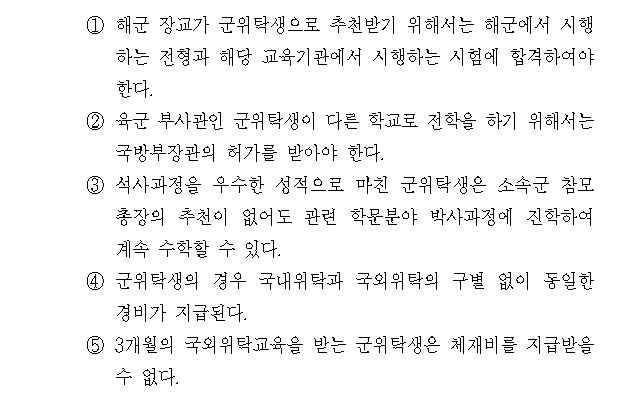 ① 해군 장교가 군위탁생으로 추천받기 위해서는 해군에서 시행
하는 전형과 해당 교육기관에서 시행하는 시험에 합격하여야
한다.
② 육군 부사관인 군위탁생이 다른 학교로 전학을 하기 위해서는
국방부장관의 허가를 받아야 한다.
③ 석사과정을 우수한 성적으로 마친 군위탁생은 소속군 참모
총장의 추천이 없어도 관련 학문분야 박사과정에 진학하여
계속 수학할 수 있다.
④ 군위탁생의 경우 국내위탁과 국외위탁의 구별 없이 동일한
경비가 지급된다.
⑤ 3개월의 국외위탁교육을 받는 군위탁생은 체재비를 지급받을
수 없다.